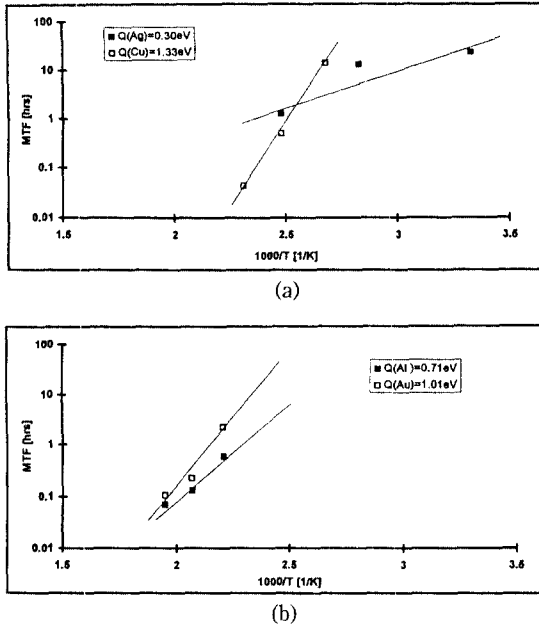 Q(Ag)=0.30eV
Q(Cu)=1.33eV
MTF [hrs]
100
10
1
0.1
0.01
1.5
2
2.5
3
3.5
1000/T [1/K]
(a)
Q(Al )=0.71eV
Q(Au)=1.01eV
MTF [hrs]
100
10
1
0.1
0.01
1.5
2
2.5
3
3.5
1000/T [1/K]
(b)